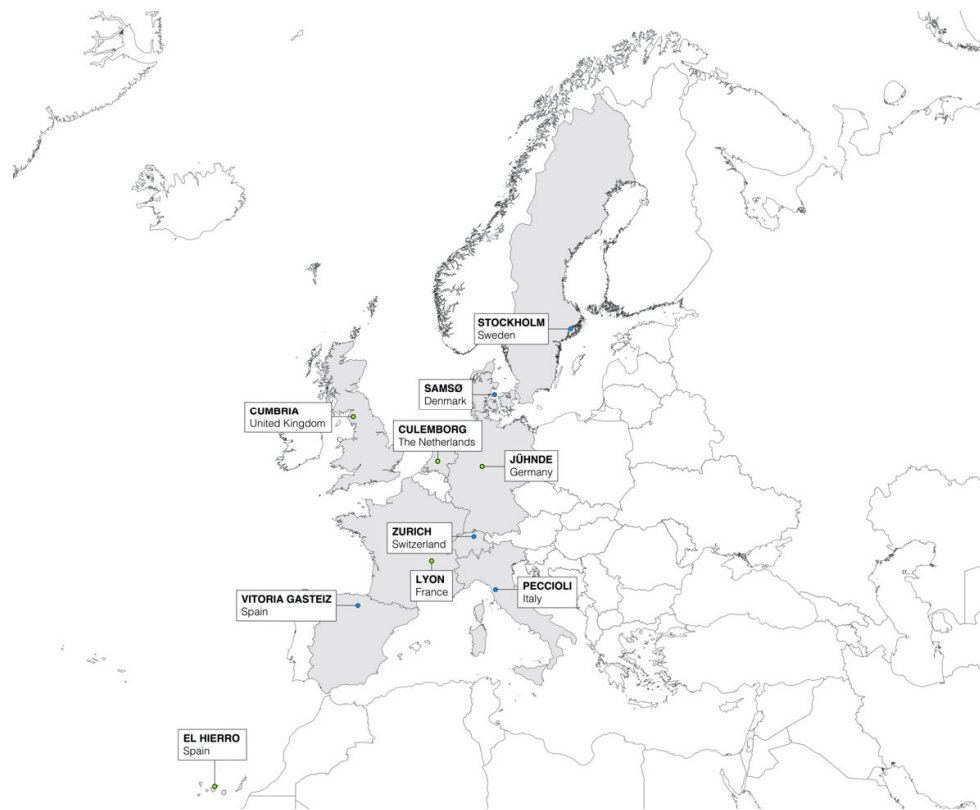 STOCKHOLM
Sweden
SAMSØ
Denmark
CUMBRIA
United Kingdom
CULEMBORG
The Netherlands
JÜHNDE
Germany
ZURICH
Switzerland
LYON
France
PECCIOLI
Italy
VITORIA GASTEIZ
Spain
EL HIERRO
Spain